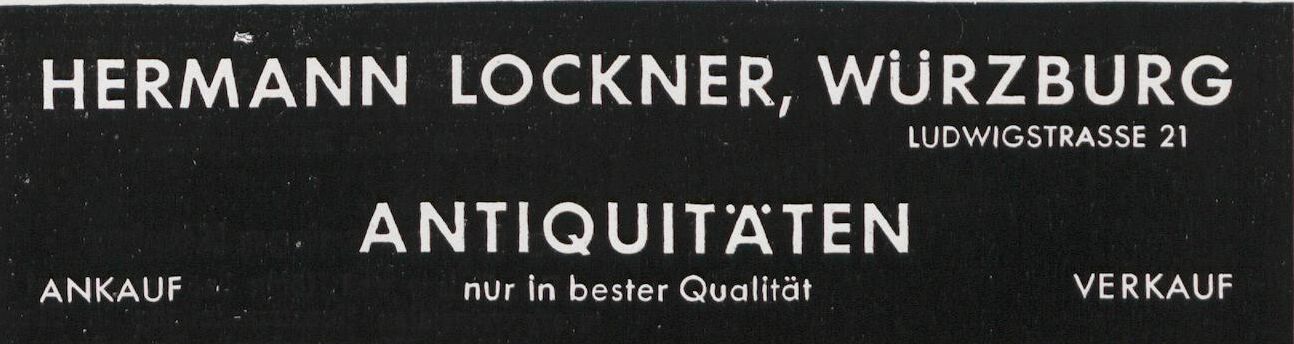 HERMANN LOCKNER, WÜRZBURG
LUDWIGSTRASSE 21
ANTIQUITÄTEN
ANKAUF nur in bester Qualität VERKAUF